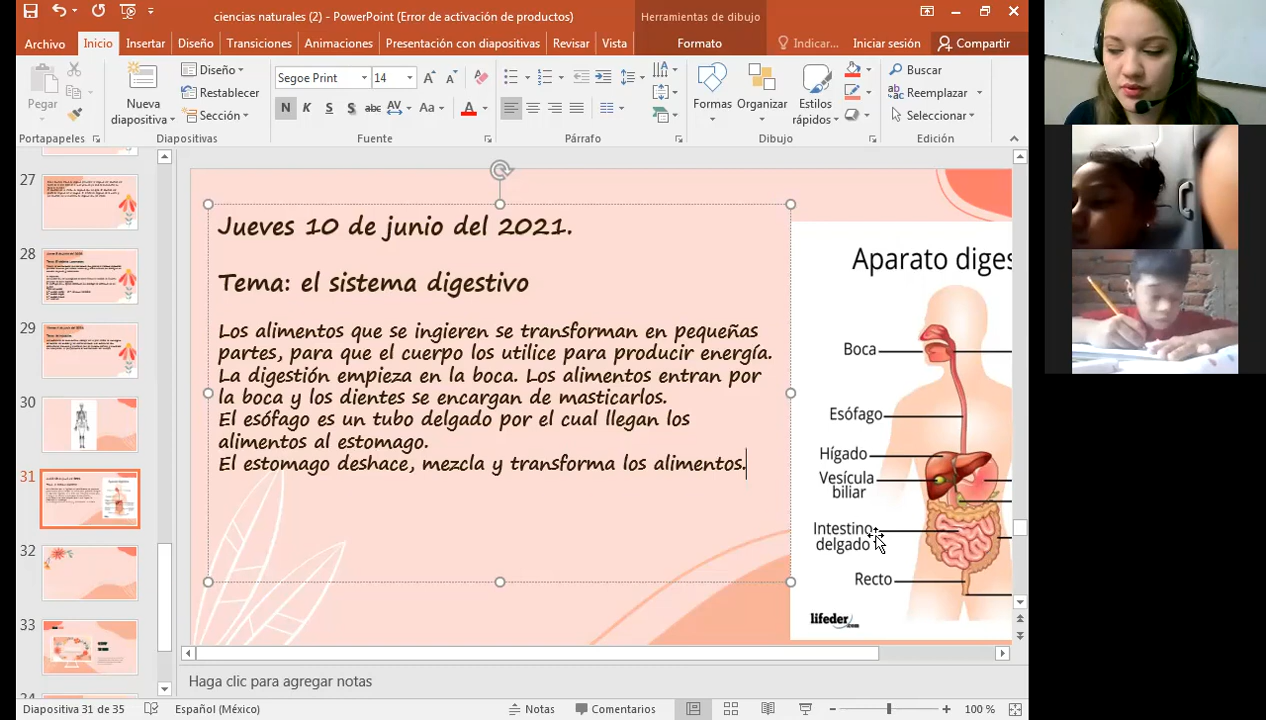 ciencias naturales (2) - PowerPoint (Error de activación de productos)
Herramientas de dibujo
Archivo
Inicio
Insertar
Diseño
Transiciones
Animaciones
Presentación con diapositivas
Revisar
Vista
Formato
Indicar...
Iniciar sesión
Compartir
Pegar
Nueva
diapositiva
Diseño
Restablecer
Sección
Segoe Print
14
N K S S abc AV Aa A
Formas
Organizar
Estilos
rápidos
Buscar
Reemplazar
Seleccionar
Portapapeles
Diapositivas
Fuente
Párrafo
Dibujo
Edición
27
28
29
30
31
32
33
Jueves 10 de junio del 2021.
Tema: el sistema digestivo
Los alimentos que se ingieren se transforman en pequeñas
partes, para que el cuerpo los utilice para producir energía.
La digestión empieza en la boca. Los alimentos entran por
la boca y los dientes se encargan de masticarlos.
El esófago es un tubo delgado por el cual llegan los
alimentos al estomago.
El estomago deshace, mezcla y transforma los alimentos.
Aparato diges
Boca
Esófago
Hígado
Vesícula
biliar
Intestino
delgado
Recto
lifeder.com
Haga clic para agregar notas
Diapositiva 31 de 35
Español (México)
Notas
Comentarios
100 %